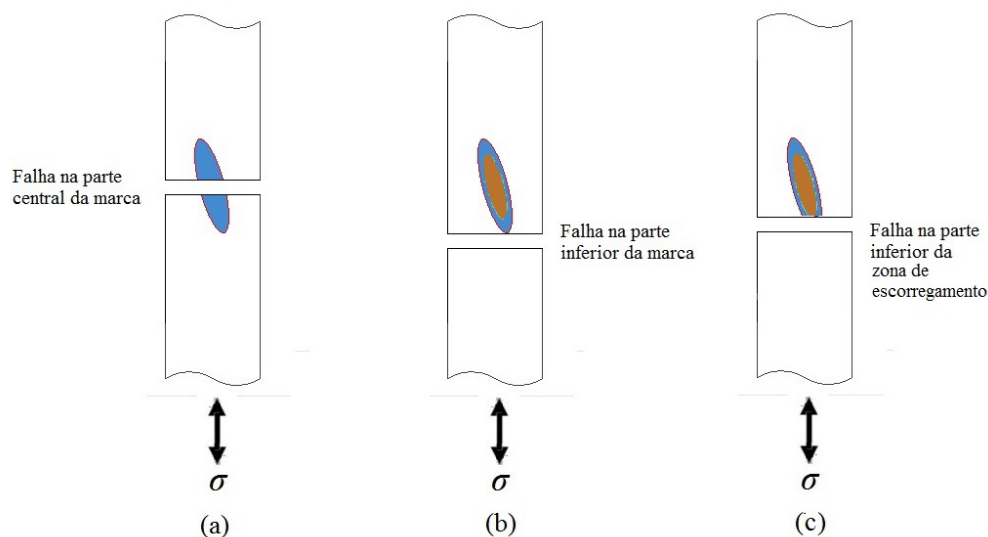 Falha na parte
central da marca
Falha na parte
inferior da marca
Falha na parte
inferior da
zona de
escorregamento
σ
σ
σ
(a)
(b)
(c)